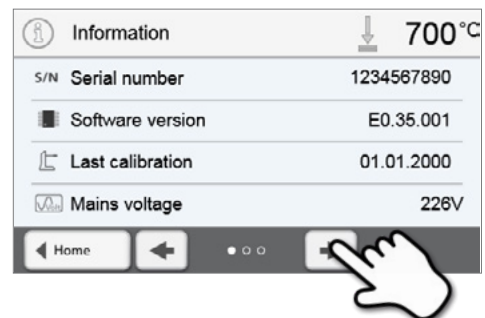 Information 700°C
S/N Serial number 1234567890
Software version E0.35.001
Last calibration 01.01.2000
Volt Mains voltage 226V
Home